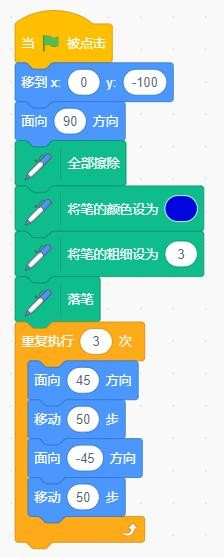 当 被点击
移到 x: 0 y: -100
面向 90 方向
全部擦除
将笔的颜色设为
将笔的粗细设为 3
落笔
重复执行 3 次
面向 45 方向
移动 50 步
面向 -45 方向
移动 50 步